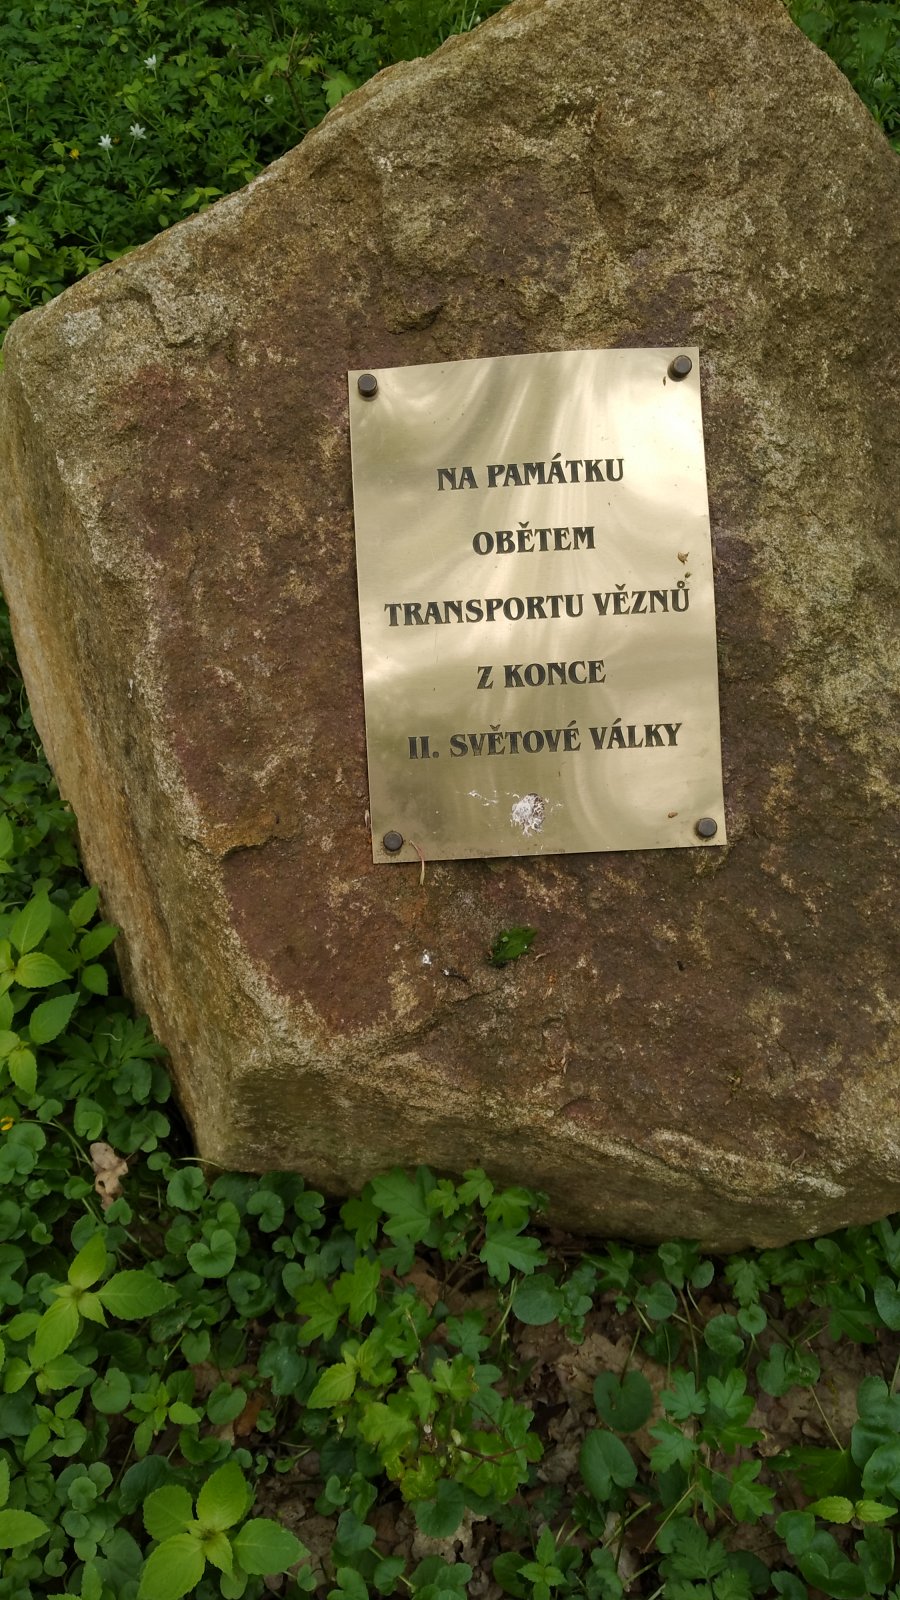 NA PAMÁTKU
OBĚTEM
TRANSPORTU VĚZNŮ
Z KONCE
II. SVĚTOVÉ VÁLKY